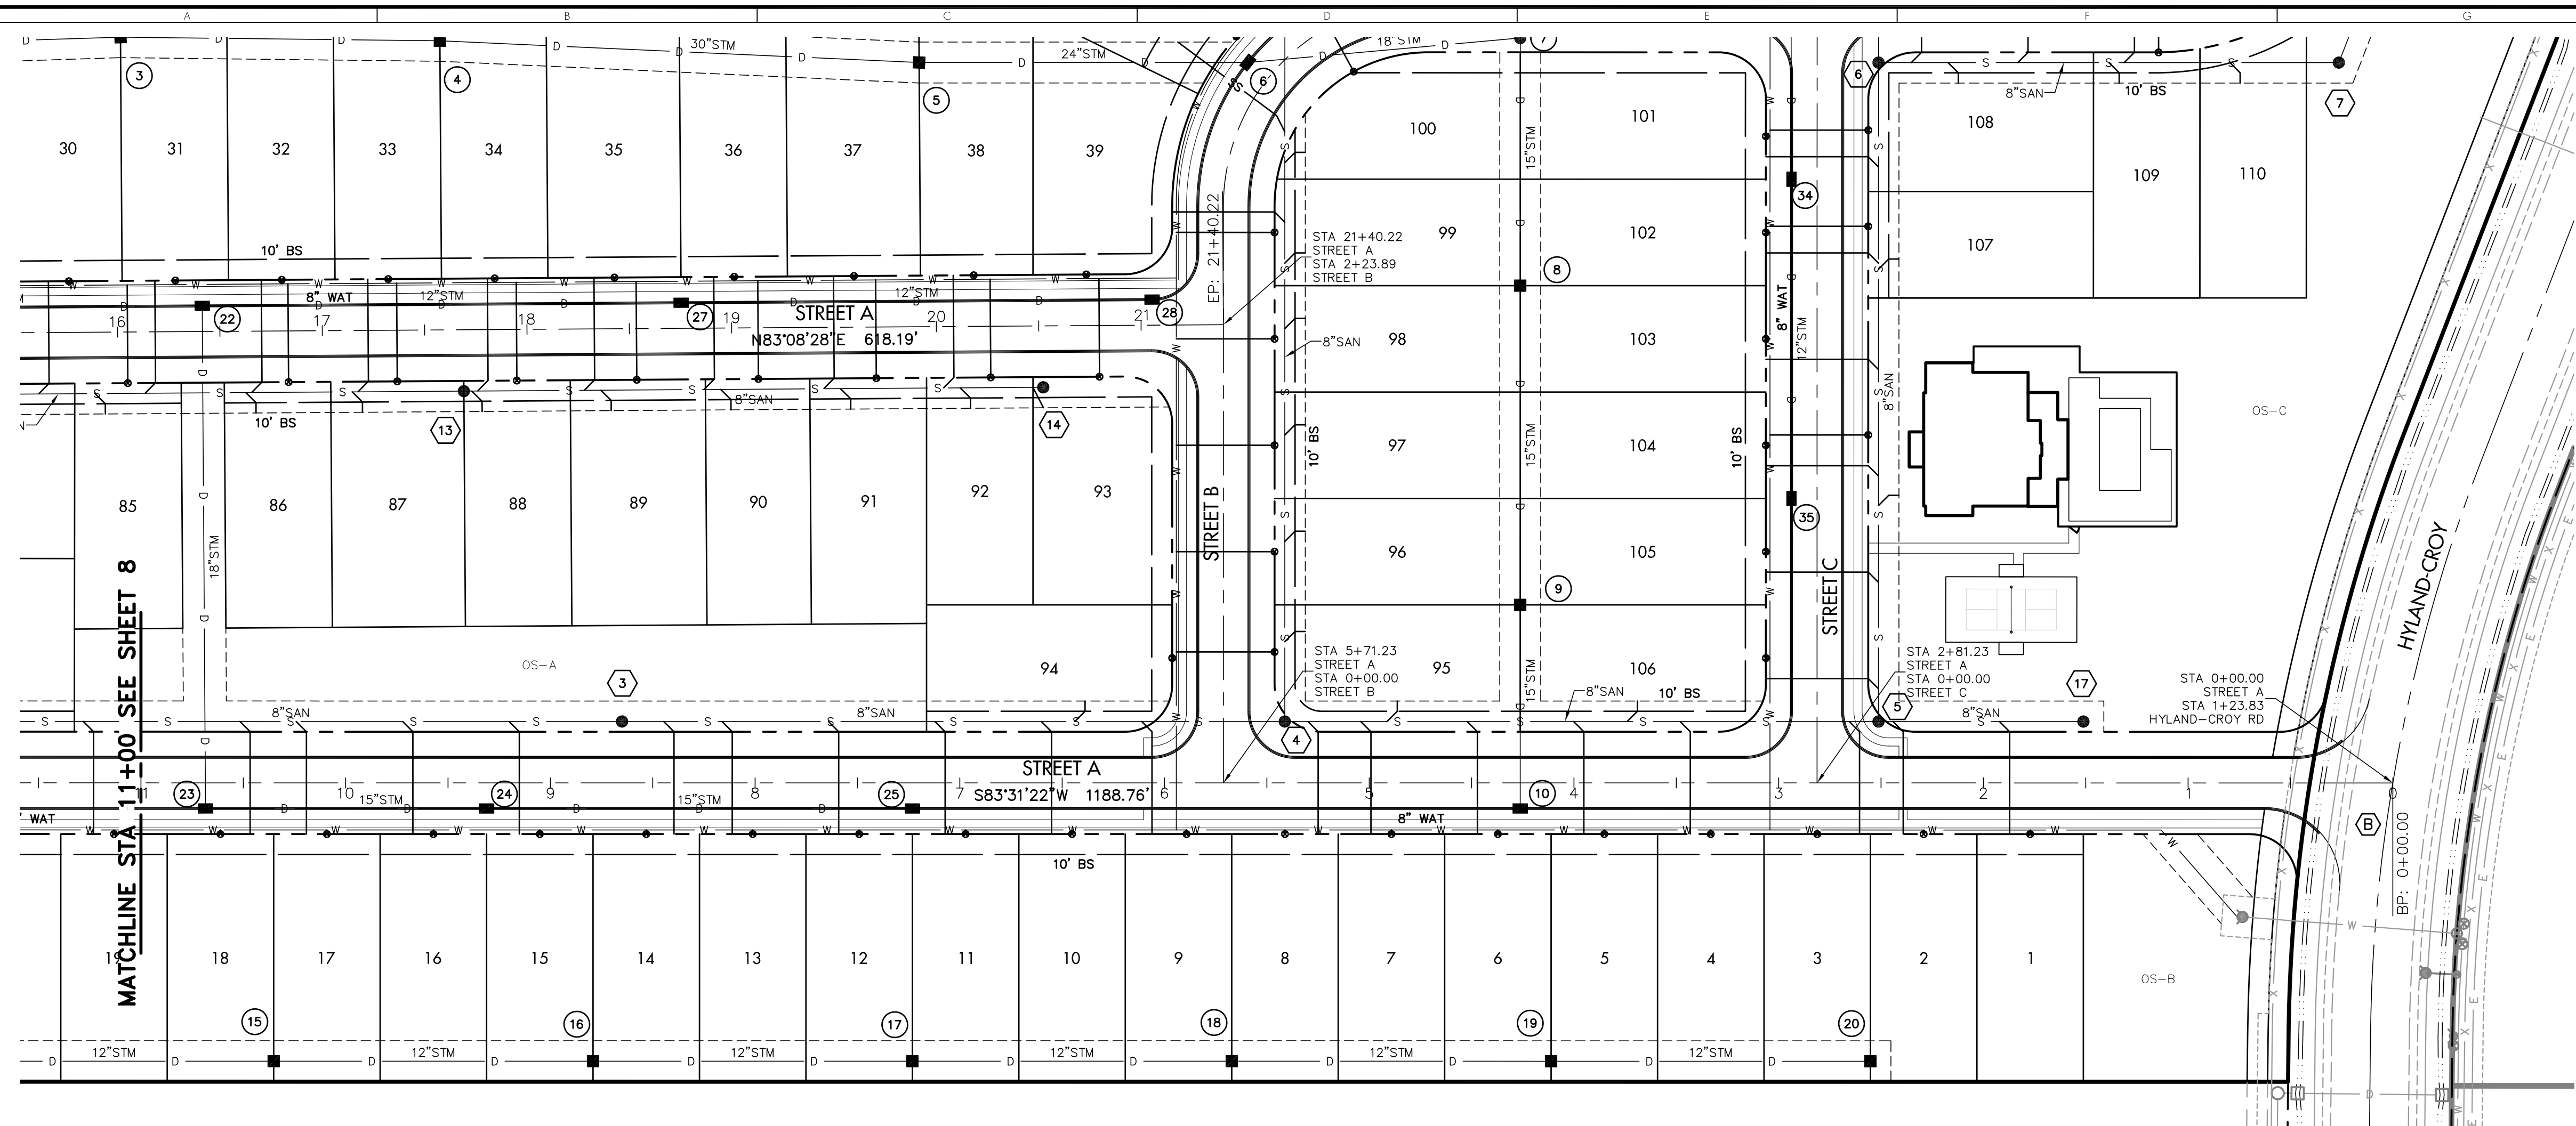 A B C D E F G
D D D D D D D D D
30"STM
24"STM
18"STM
3
4
5
6
7
6
7
SS
8"SAN
10' BS
30
31
32
33
34
35
36
37
38
39
100
101
108
109
110
107
10' BS
15"STM
34
99
102
STA 21+40.22
STREET A
STA 2+23.89
STREET B
EP: 21+40.22
8
8" WAT
12"STM
12"STM
22
27
28
16
17
18
19
20
21
STREET A
N83°08'28"E 618.19'
8"SAN
98
103
8" WAT
12"STM
8"SAN
10' BS
13
14
8"SAN
10' BS
97
15"STM
104
10' BS
OS-C
85
86
87
88
89
90
91
92
93
STREET B
35
96
105
9
18"STM
STREET C
HYLAND-CROY
MATCHLINE STA 11+00 SEE SHEET 8
OS-A
3
94
STA 5+71.23
STREET A
STA 0+00.00
STREET B
95
15"STM
106
8"SAN
10' BS
STA 2+81.23
STREET A
STA 0+00.00
STREET C
17
STA 0+00.00
STREET A
STA 1+23.83
HYLAND-CROY RD
8"SAN
8"SAN
4
5
8"SAN
STREET A
S83°31'22"W 1188.76'
11
23
10
15"STM
24
9
15"STM
8
25
7
6
5
10
4
3
2
1
0
' WAT
8" WAT
B
BP: 0+00.00
10' BS
19
18
17
16
15
14
13
12
11
10
9
8
7
6
5
4
3
2
1
OS-B
15
16
17
18
19
20
12"STM
12"STM
12"STM
12"STM
12"STM
12"STM